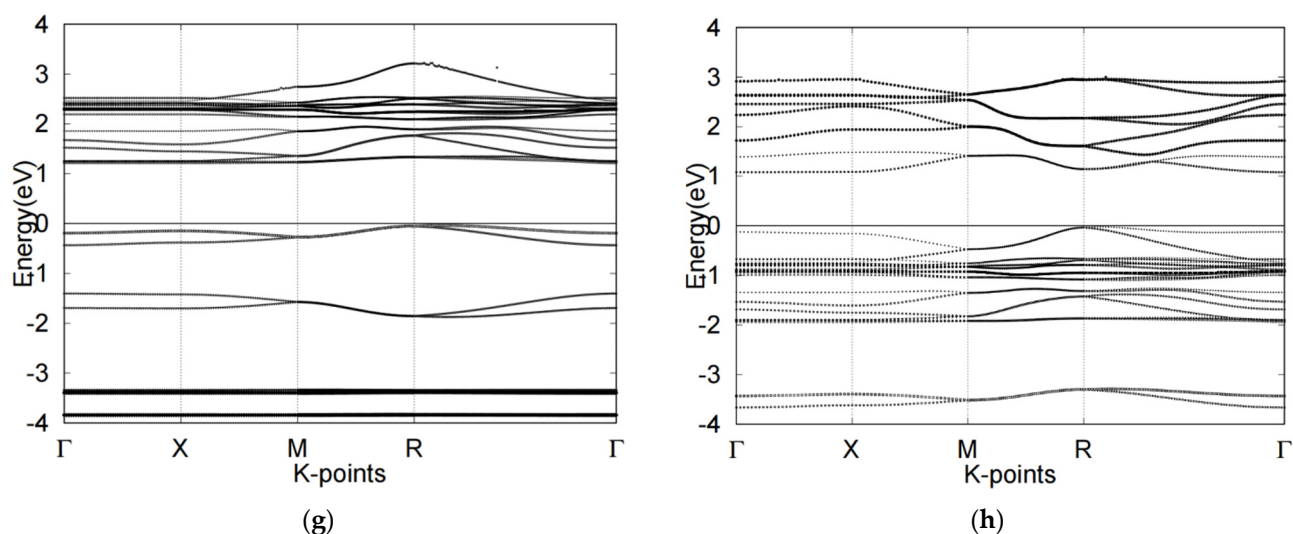 4
3
2
1
0
-1
-2
-3
-4
Energy(eV)
Γ X M R Γ
K-points
(g)
4
3
2
1
0
-1
-2
-3
-4
Energy(eV)
Γ X M R Γ
K-points
(h)